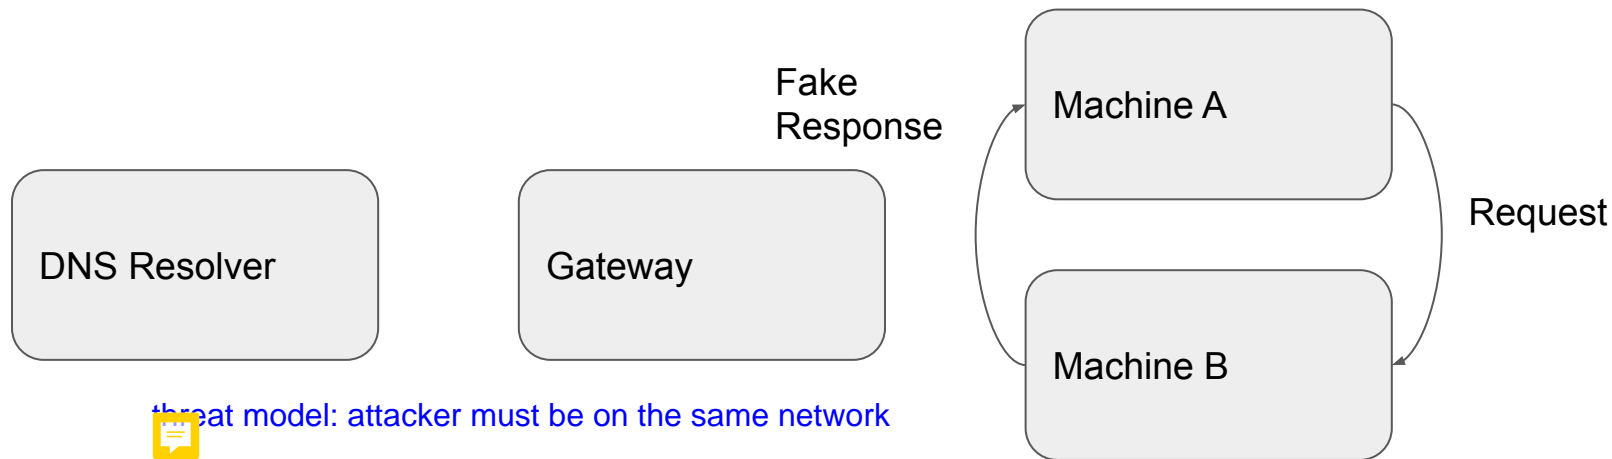 Fake
Response
Machine A
Request
DNS Resolver
Gateway
Machine B
threat model: attacker must be on the same network